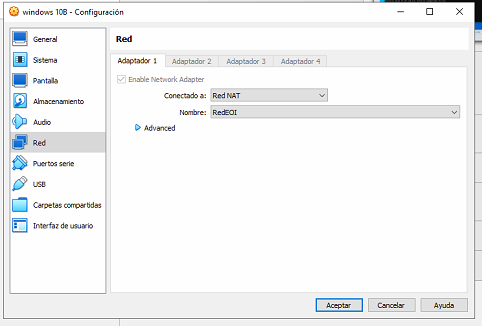 windows 10B - Configuración
General
Sistema
Pantalla
Almacenamiento
Audio
Red
Puertos serie
USB
Carpetas compartidas
Interfaz de usuario
Red
Adaptador 1 Adaptador 2 Adaptador 3 Adaptador 4
Enable Network Adapter
Conectado a: Red NAT
Nombre: RedEOI
Advanced
Aceptar Cancelar Ayuda